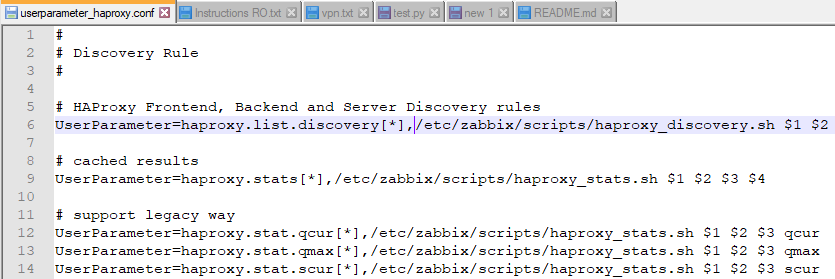 userparameter_haproxy.conf Instructions RO.txt vpn.txt test.py new 1 README.md
1 #
2 # Discovery Rule
3 #
4
5 # HAProxy Frontend, Backend and Server Discovery rules
6 UserParameter=haproxy.list.discovery[*],/etc/zabbix/scripts/haproxy_discovery.sh $1 $2
7
8 # cached results
9 UserParameter=haproxy.stats[*],/etc/zabbix/scripts/haproxy_stats.sh $1 $2 $3 $4
10
11 # support legacy way
12 UserParameter=haproxy.stat.qcur[*],/etc/zabbix/scripts/haproxy_stats.sh $1 $2 $3 qcur
13 UserParameter=haproxy.stat.qmax[*],/etc/zabbix/scripts/haproxy_stats.sh $1 $2 $3 qmax
14 UserParameter=haproxy.stat.scur[*],/etc/zabbix/scripts/haproxy_stats.sh $1 $2 $3 scur